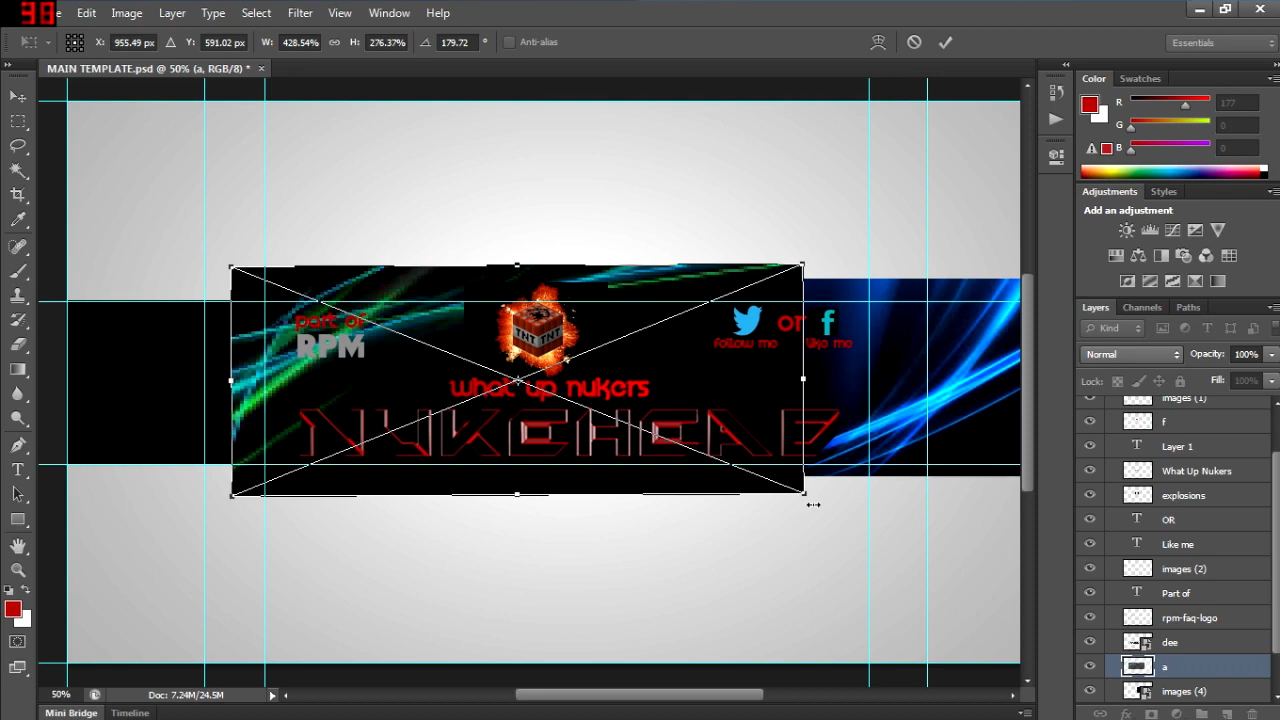 38 Edit Image Layer Type Select Filter View Window Help
X: 955.49 px Y: 591.02 px W: 428.54% H: 276.37% 179.72 ° Anti-alias Essentials
MAIN TEMPLATE.psd @ 50% (a, RGB/8) * ×
Color Swatches
R 177
G 0
B 0
Adjustments Styles
Add an adjustment
Layers Channels Paths
Kind
Normal Opacity: 100%
Lock: Fill: 100%
images (1)
f
Layer 1
What Up Nukers
explosions
OR
Like me
images (2)
Part of
rpm-faq-logo
dee
a
images (4)
part of
RPM
TNT TNT
or f
follow me like me
what up nukers
NUKEHEAD
50% Doc: 7.24M/24.5M
Mini Bridge Timeline